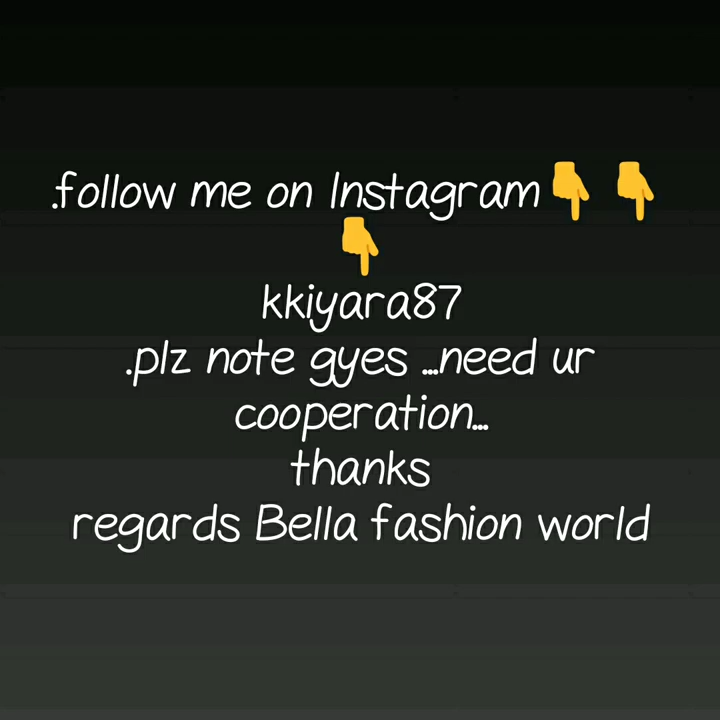 .follow me on Instagram👇 👇
👇
kkiyara87
.plz note gyes ...need ur
cooperation...
thanks
regards Bella fashion world